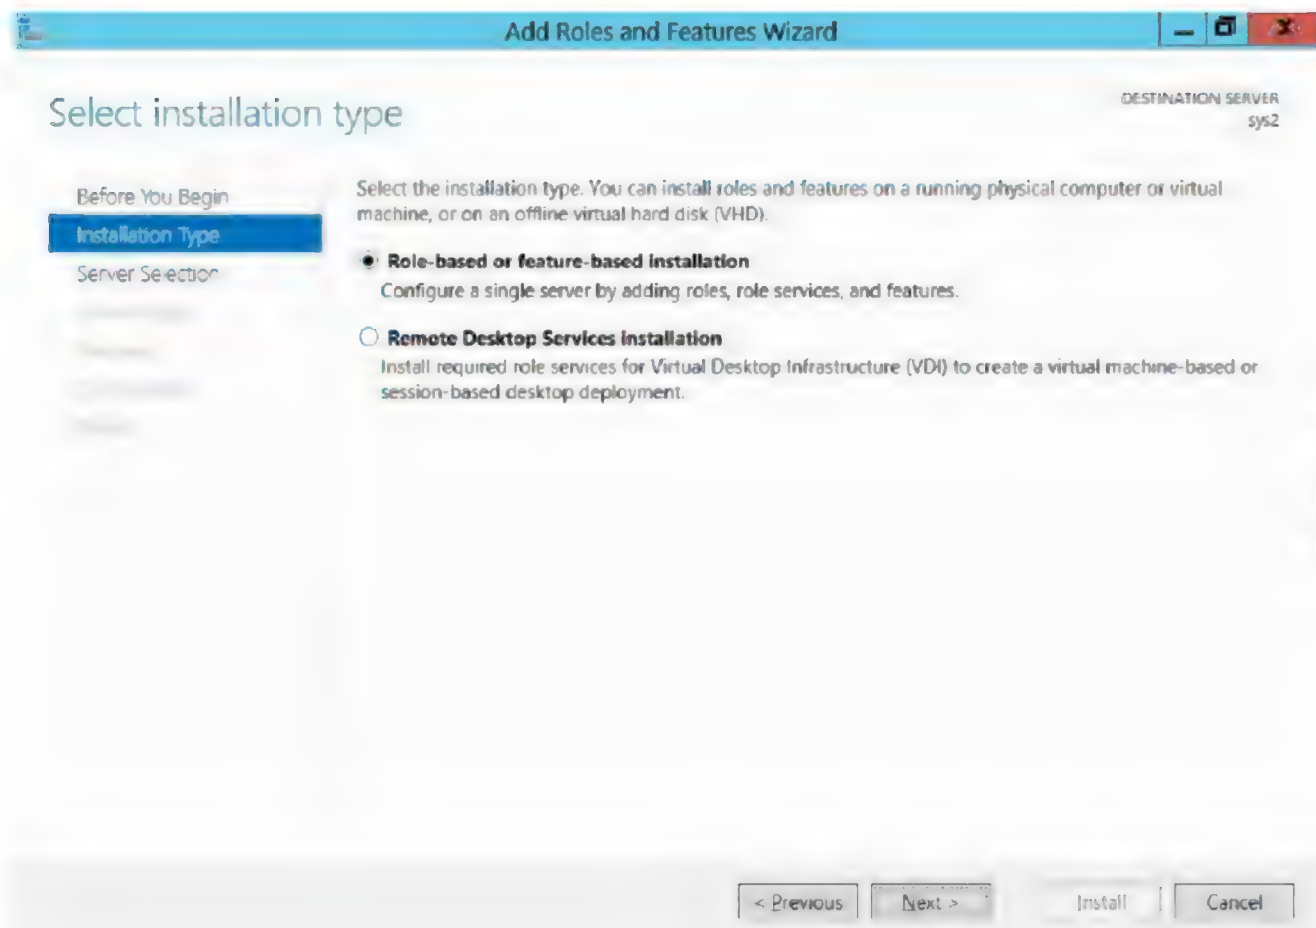 Add Roles and Features Wizard
Select installation type
DESTINATION SERVER
sys2
Before You Begin
Installation Type
Server Selection
Select the installation type. You can install roles and features on a running physical computer or virtual
machine, or on an offline virtual hard disk (VHD).
Role-based or feature-based installation
Configure a single server by adding roles, role services, and features.
Remote Desktop Services installation
Install required role services for Virtual Desktop Infrastructure (VDI) to create a virtual machine-based or
session-based desktop deployment.
< Previous
Next >
Install
Cancel